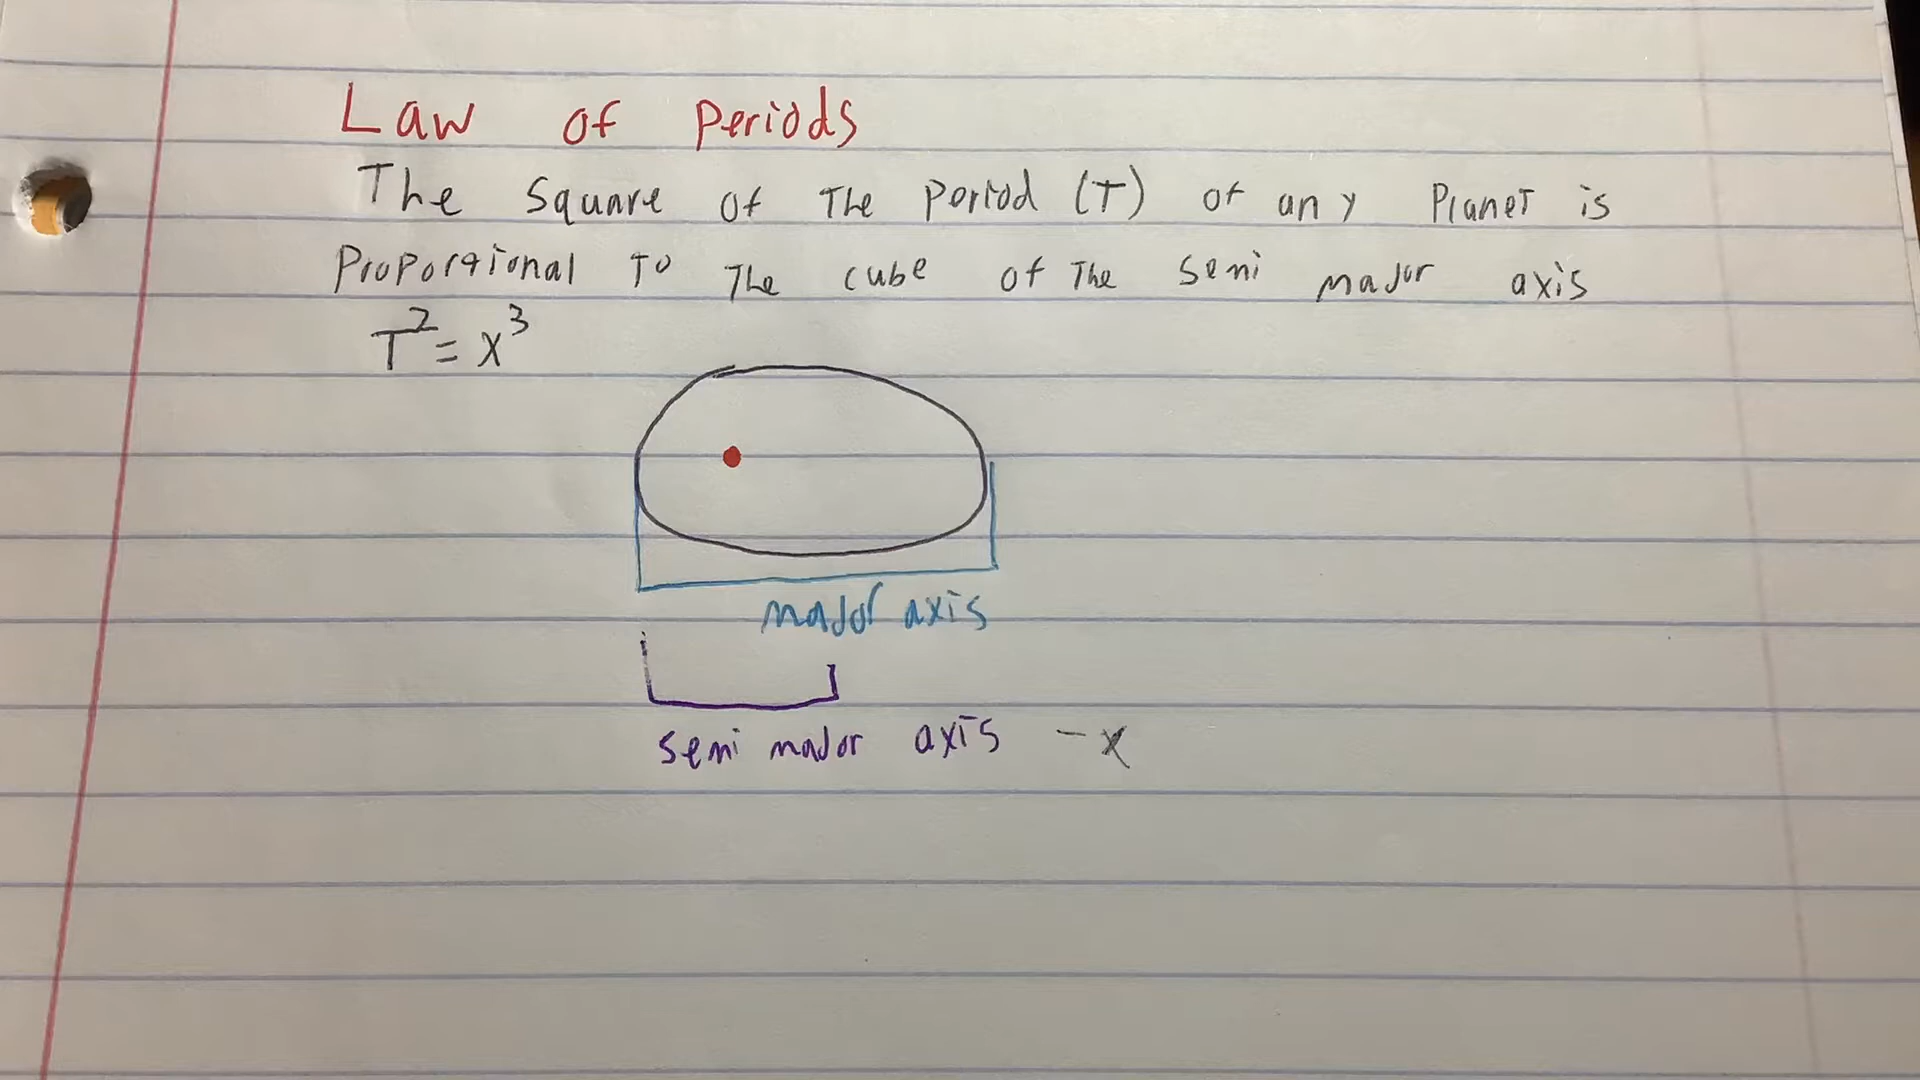 Law of Periods
The Square of The Period (T) of any Planet is
Proportional To The cube of The semi major axis
T² = x³
major axis
semi major axis - x